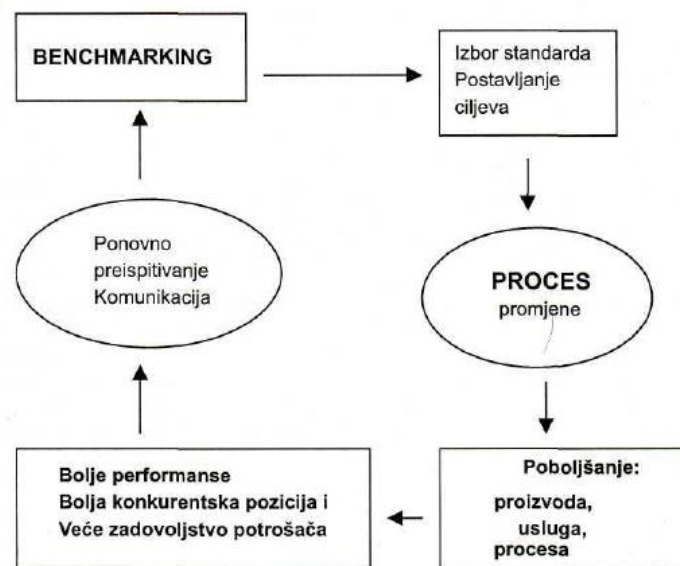 BENCHMARKING
Izbor standarda
Postavljanje
ciljeva
Ponovno
preispitivanje
Komunikacija
PROCES
promjene
Bolje performanse
Bolja konkurentska pozicija i
Veće zadovoljstvo potrošača
Poboljšanje:
proizvoda,
usluga,
procesa